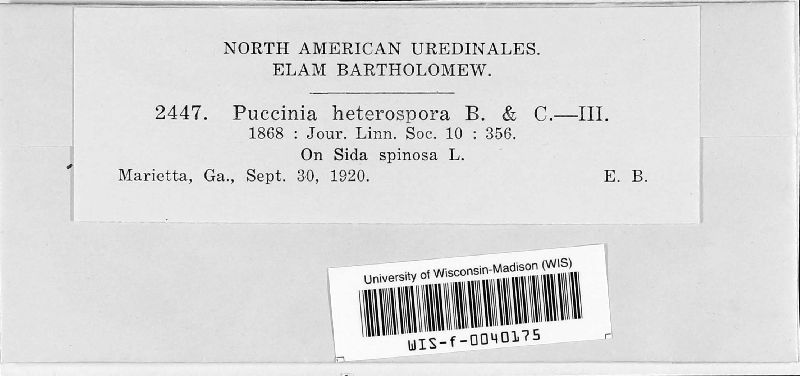 NORTH AMERICAN UREDINALES.
ELAM BARTHOLOMEW.
2447. Puccinia heterospora B. & C.—III.
1868 : Jour. Linn. Soc. 10 : 356.
On Sida spinosa L.
Marietta, Ga., Sept. 30, 1920. E. B.
University of Wisconsin-Madison (WIS)
WIS-f-0040175